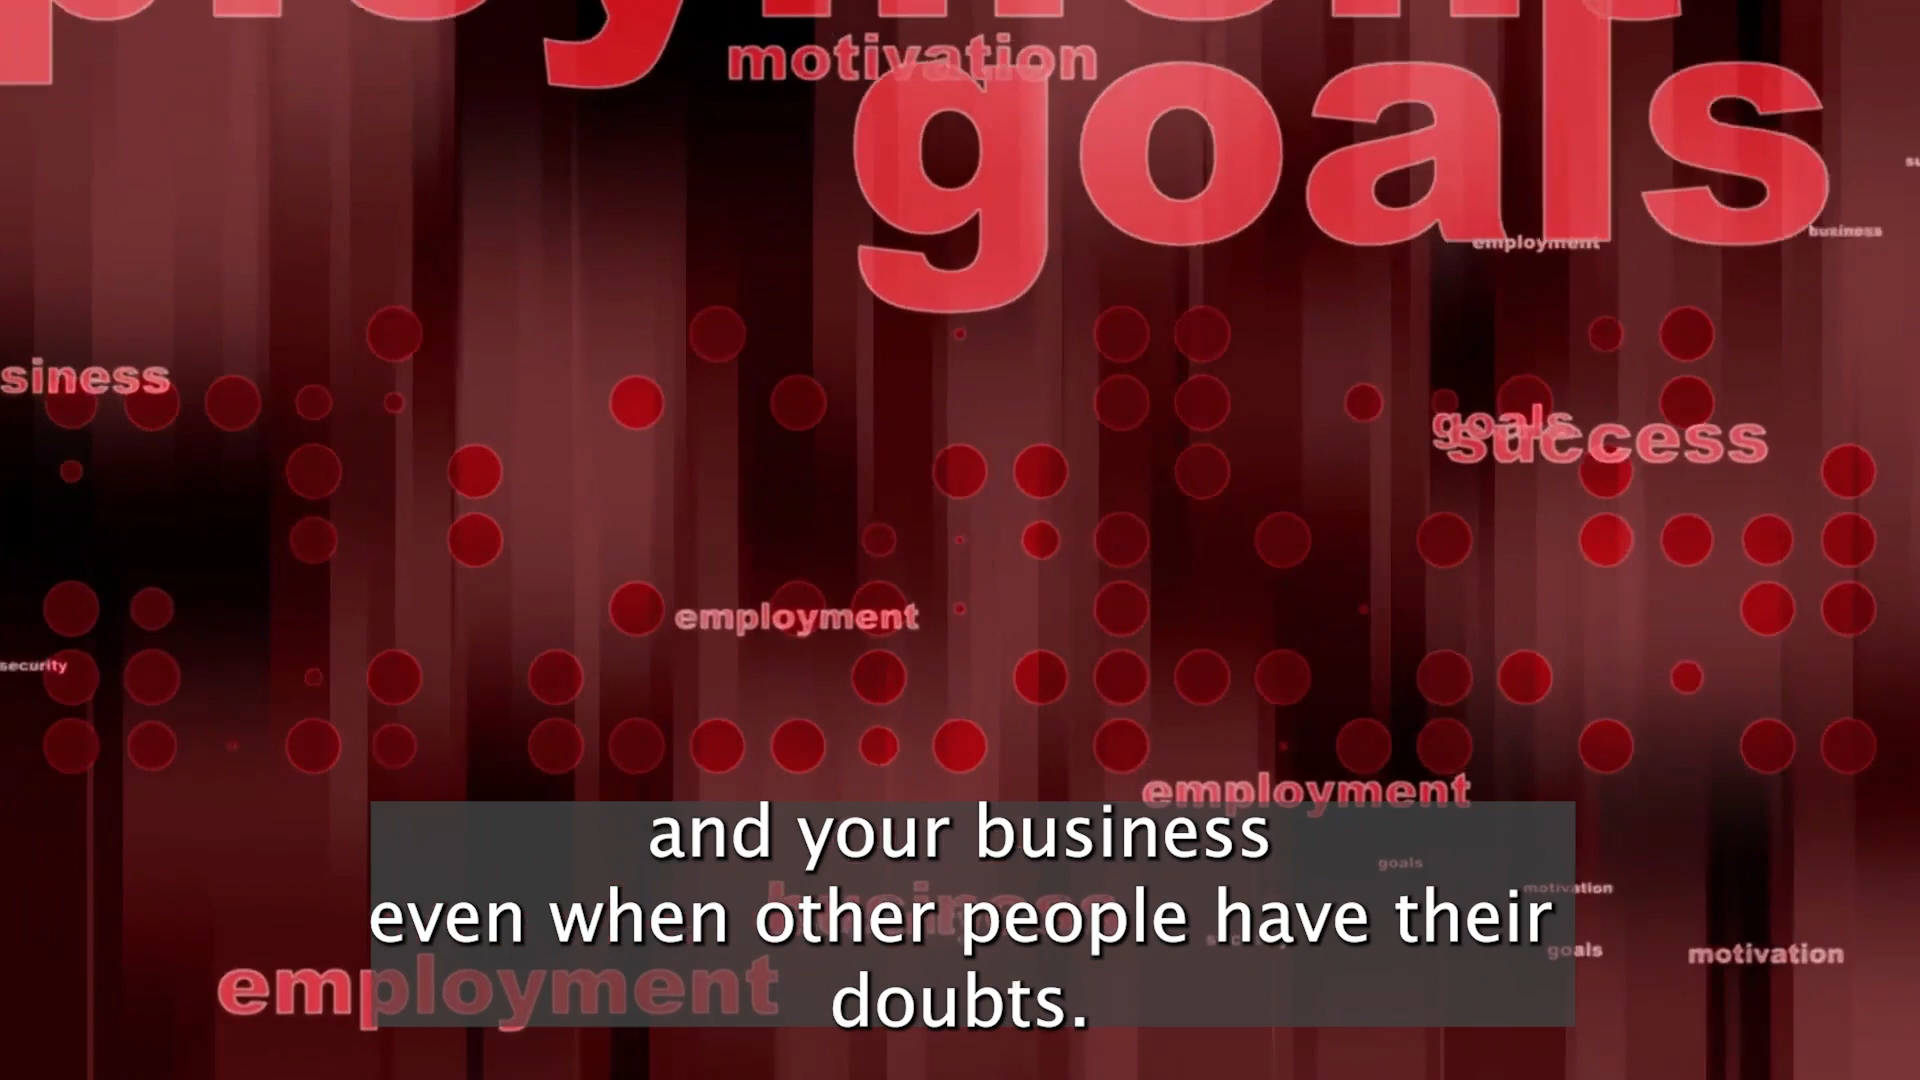 motivation
goals
employment
business
siness
goals
success
employment
security
employment
and your business
goals
motivation
even when other people have their
goals
motivation
employment
doubts.